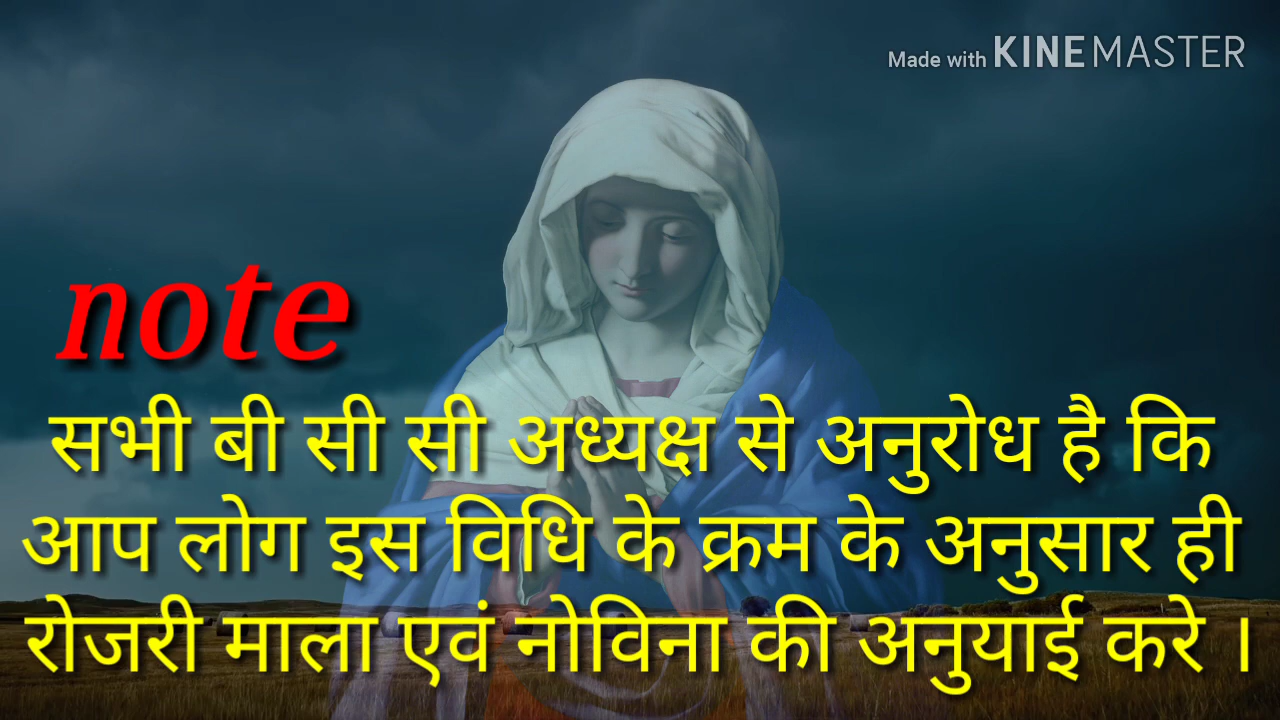 Made with KINEMASTER
note
सभी बी सी सी अध्यक्ष से अनुरोध है कि
आप लोग इस विधि के क्रम के अनुसार ही
रोजरी माला एवं नोविना की अनुयाई करे ।